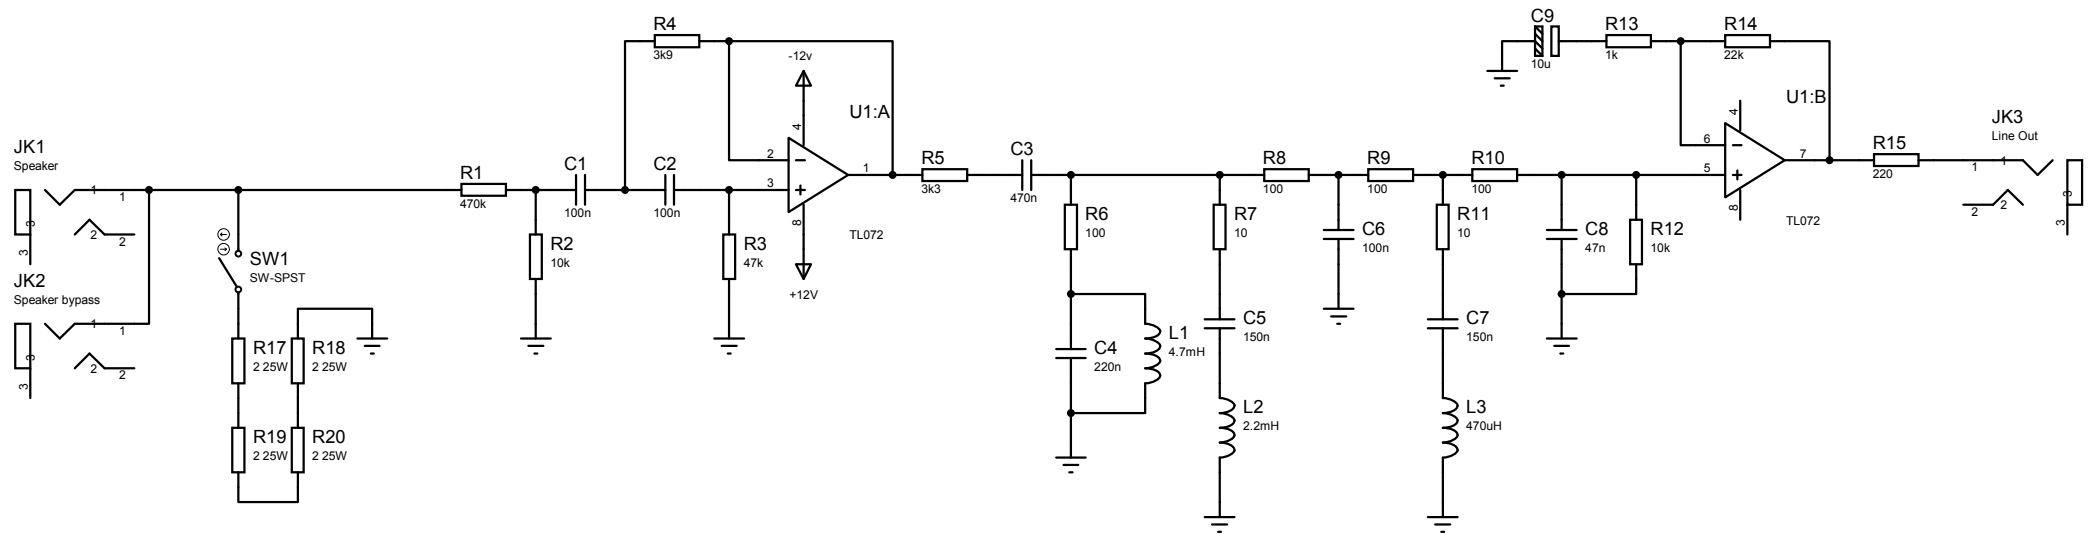 JK1
Speaker
1
1
3
2
2
3
JK2
Speaker bypass
1
1
3
2
2
3
SW1
SW-SPST
R17
2 25W
R18
2 25W
R19
2 25W
R20
2 25W
R1
470k
R2
10k
C1
100n
C2
100n
R4
3k9
R3
47k
-12v
4
U1:A
2
3
1
8
TL072
+12V
R5
3k3
C3
470n
R6
100
C4
220n
L1
4.7mH
R7
10
C5
150n
L2
2.2mH
R8
100
C6
100n
R9
100
R11
10
C7
150n
L3
470uH
R10
100
C8
47n
R12
10k
C9
10u
R13
1k
R14
22k
U1:B
4
6
5
7
8
TL072
R15
220
JK3
Line Out
1
1
3
2
2
3